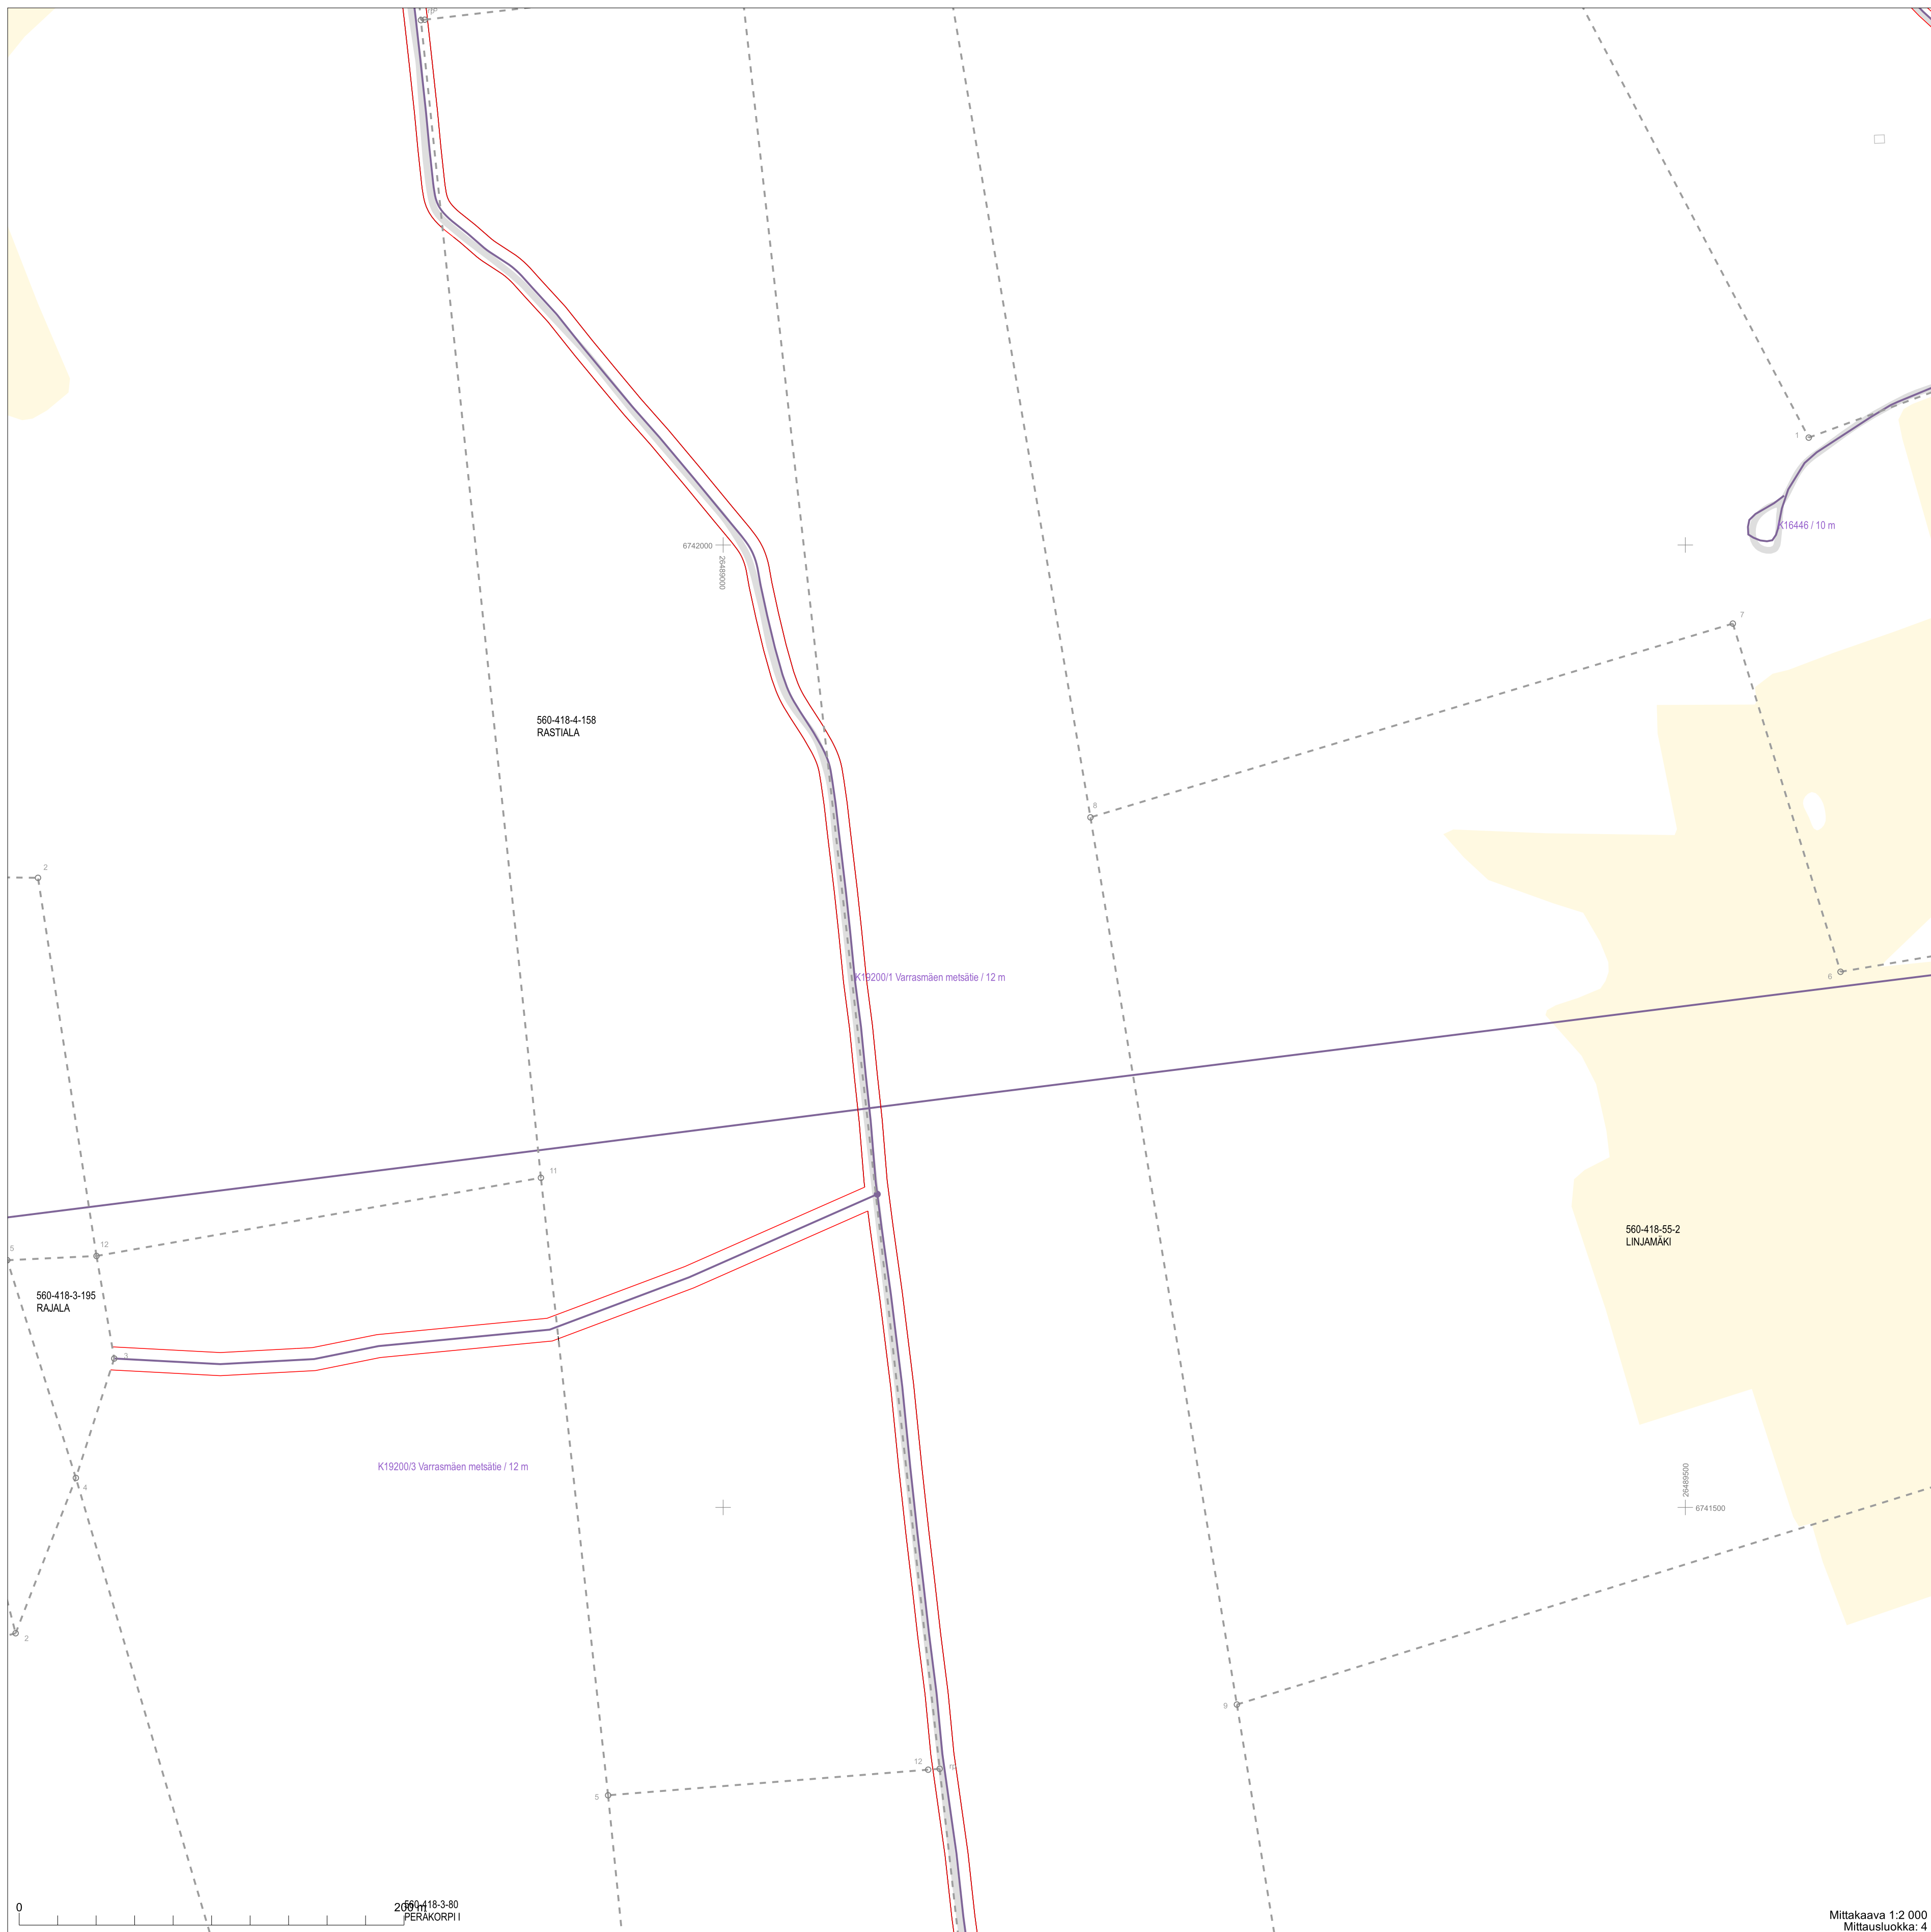 rp
1
K16446 / 10 m
6742000
26489000
7
560-418-4-158
RASTIALA
8
2
6
K19200/1 Varrasmäen metsätie / 12 m
11
560-418-55-2
LINJAMÄKI
5
12
560-418-3-195
RAJALA
3
K19200/3 Varrasmäen metsätie / 12 m
4
26489500
6741500
2
9
12
rp
5
0
200 m
560-418-3-80
PERÄKORPI I
Mittakaava 1:2 000
Mittausluokka: 4